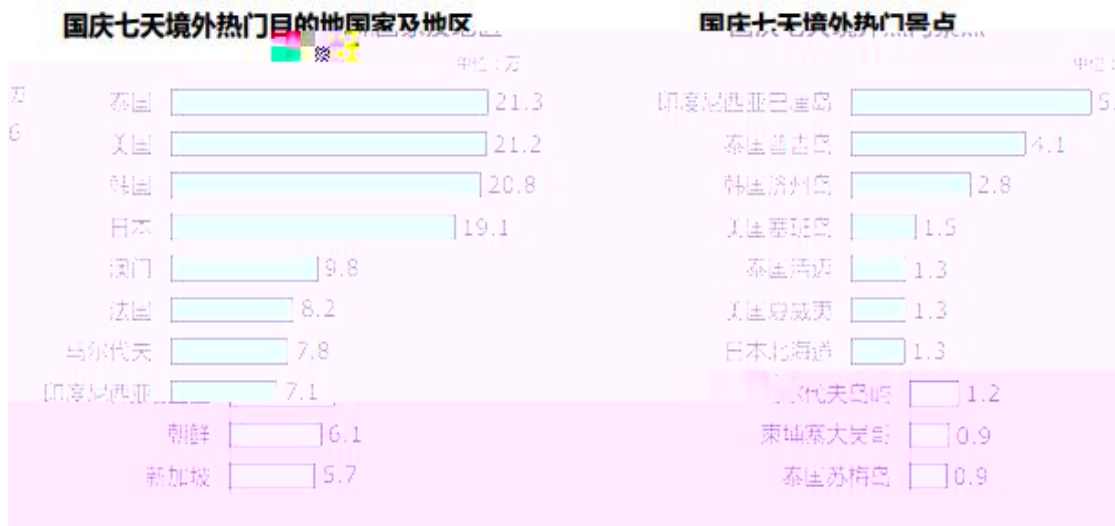 国庆七天境外热门目的地国家及地区
单位：万
泰国 21.3
美国 21.2
韩国 20.8
日本 19.1
澳门 9.8
法国 8.2
马尔代夫 7.8
印度尼西亚 7.1
朝鲜 6.1
新加坡 5.7
国庆七天境外热门景点
单位：
印度尼西亚巴厘岛 5.
泰国普吉岛 4.1
韩国济州岛 2.8
美国塞班岛 1.5
泰国清迈 1.3
美国夏威夷 1.3
日本北海道 1.3
尔代夫岛屿 1.2
柬埔寨大吴哥 0.9
泰国苏梅岛 0.9